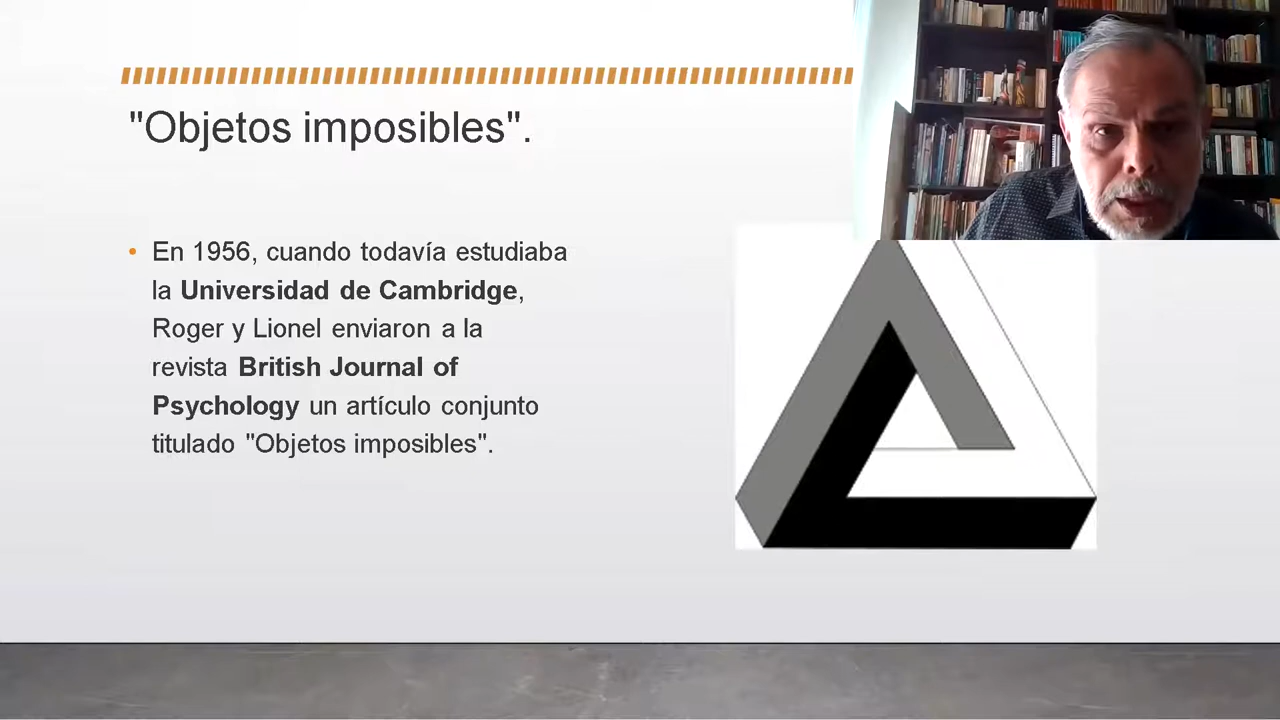 "Objetos imposibles".
• En 1956, cuando todavía estudiaba
la Universidad de Cambridge,
Roger y Lionel enviaron a la
revista British Journal of
Psychology un artículo conjunto
titulado "Objetos imposibles".